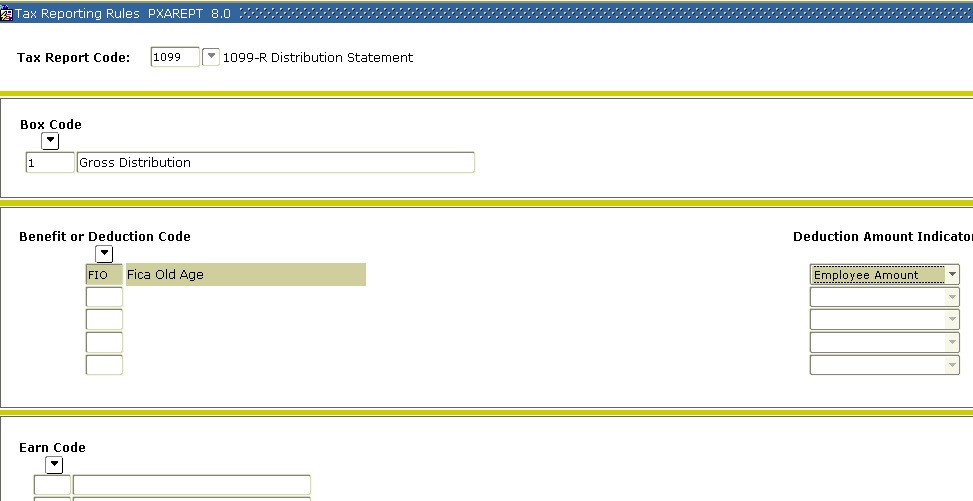 Tax Reporting Rules PXAREPT 8.0
Tax Report Code: 1099 1099-R Distribution Statement
Box Code
1 Gross Distribution
Benefit or Deduction Code Deduction Amount Indicator
FIO Fica Old Age Employee Amount
Earn Code